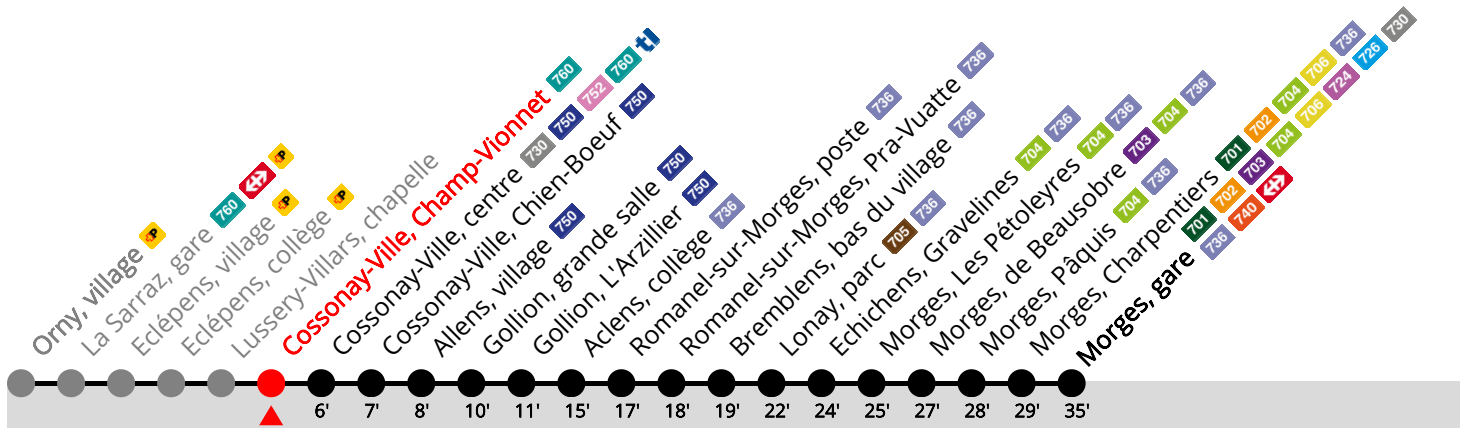 Orny, village P
La Sarraz, gare 760 P
Eclépens, village P
Eclépens, collège P
Lussery-Villars, chapelle
Cossonay-Ville, Champ-Vionnet 760
Cossonay-Ville, centre 730 750 752 760 tl
Cossonay-Ville, Chien-Boeuf 750
Allens, village 750
Gollion, grande salle 750
Gollion, L'Arzillier 750
Aclens, collège 736
Romanel-sur-Morges, poste 736
Romanel-sur-Morges, Pra-Vuatte 736
Bremblens, bas du village 736
Lonay, parc 705 736
Echichens, Gravelines 704 736
Morges, Les Pétoleyres 704 736
Morges, de Beausobre 703 704 736
Morges, Pâquis 704 736
Morges, Charpentiers 701 702 704 706 736
Morges, gare 701 702 703 704 706 724 726 730
736 740
6' 7' 8' 10' 11' 15' 17' 18' 19' 22' 24' 25' 27' 28' 29' 35'